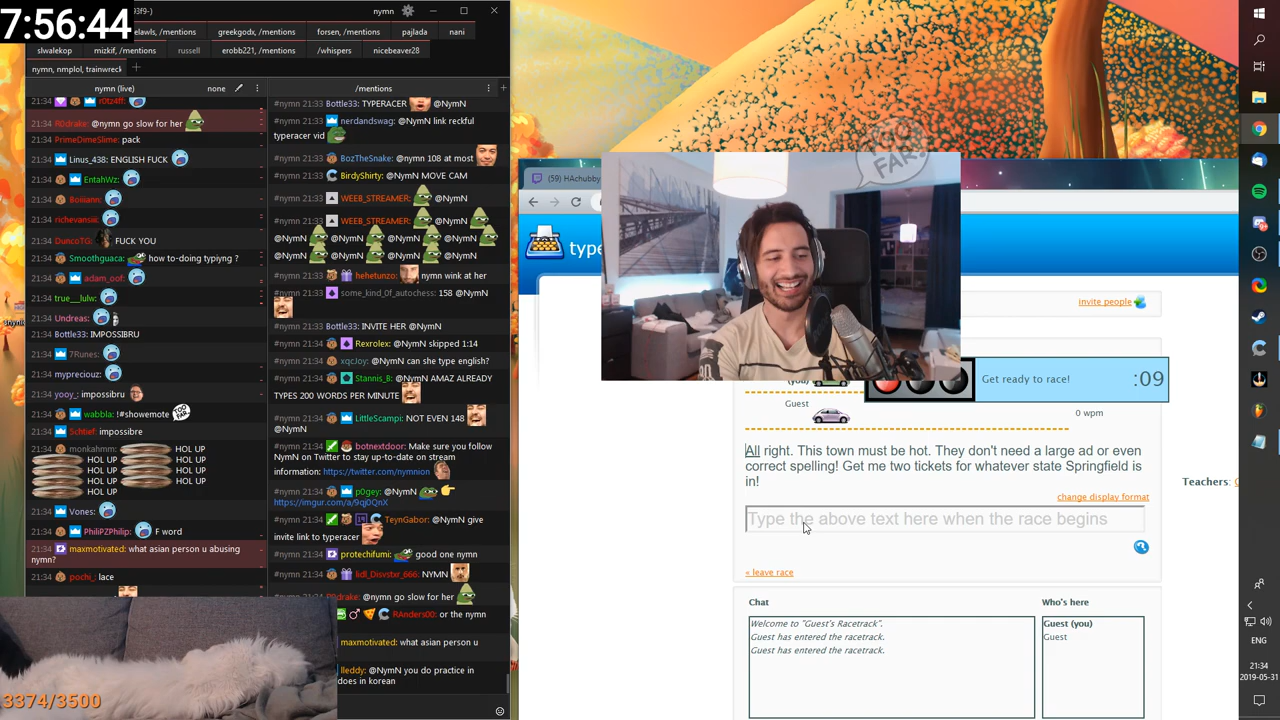 7:56:44
3f9-)
nymn
elawls, /mentions
greekgodx, /mentions
forsen, /mentions
pajlada
nani
slwalekop
mizkif, /mentions
russell
erobb221, /mentions
/whispers
nicebeaver28
nymn, nmplol, trainwreck
nymn (live)
none
/mentions
21:34 r0tz4ff:
21:34 R0drake: @nymn go slow for her
21:34 PrimeDimeSlime: pack
21:34 Linus_438: ENGLISH FUCK
21:34 EntahWz:
21:34 Boiiiann:
21:34 richevansiii:
21:34 DuncoTG: FUCK YOU
21:34 Smoothguaca: how to-doing typiyng ?
21:34 adam_oof:
21:34 true__lulw:
21:34 Undreas:
21:34 Bottle33: IMPOSSIBRU
21:34 7Runes:
21:34 mypreciouz:
21:34 yooy_: impossibru
21:34 wabbla: !#showemote
21:34 Schtief: impossibre
21:34 monkahmm: HOL UP
HOL UP HOL UP
HOL UP HOL UP
HOL UP HOL UP
HOL UP
21:34 Vones:
21:34 PhiliPZPhilip: F word
21:34 maxmotivated: what asian person u abusing
nymn?
21:34 pochi_: lace
3374/3500
#nymn 21:33 Bottle33: TYPERACER @NymN
#nymn 21:33 nerdandswag: @NymN link reckful
typeracer vid
#nymn 21:33 BozTheSnake: @nymn 108 at most
#nymn 21:33 BirdyShirty: @NymN MOVE CAM
#nymn 21:33 WEEB_STREAMER: @NymN
#nymn 21:33 WEEB_STREAMER: @NymN
@NymN @NymN @NymN @NymN
@NymN @NymN @NymN @NymN
#nymn 21:33 hehetunzo: nymn wink at her
#nymn 21:33 some_kind_0f_autochess: 158 @NymN
#nymn 21:33 Bottle33: INVITE HER @NymN
#nymn 21:33 Rexrolex: @NymN skipped 1:14
#nymn 21:34 xqcJoy: @NymN can she type english?
#nymn 21:34 Stannis_B: @NymN AMAZ ALREADY
TYPES 200 WORDS PER MINUTE
#nymn 21:34 LittleScampi: NOT EVEN 148
@NymN
#nymn 21:34 botnextdoor: Make sure you follow
NymN on Twitter to stay up-to-date on stream
information: https://twitter.com/nymnion
#nymn 21:34 p0gey: @NymN
https://imgur.com/a/9qj0QnX
#nymn 21:34 TeynGabor: @NymN give
invite link to typeracer
#nymn 21:34 protechifumi: good one nymn
#nymn 21:34 lidl_Disvstxr_666: NYMN
R0drake: @nymn go slow for her
RAnders00: or the nymn
maxmotivated: what asian person u
lleddy: @NymN you do practice in
does in korean
(59) HAchubby
type
FAR!
invite people
(you)
Get ready to race!
:09
Guest
0 wpm
All right. This town must be hot. They don't need a large ad or even
correct spelling! Get me two tickets for whatever state Springfield is
in!
Teachers:
change display format
Type the above text here when the race begins
« leave race
Chat
Who's here
Welcome to "Guest's Racetrack".
Guest has entered the racetrack.
Guest has entered the racetrack.
Guest (you)
Guest
ENG
21:34
2019-05-31